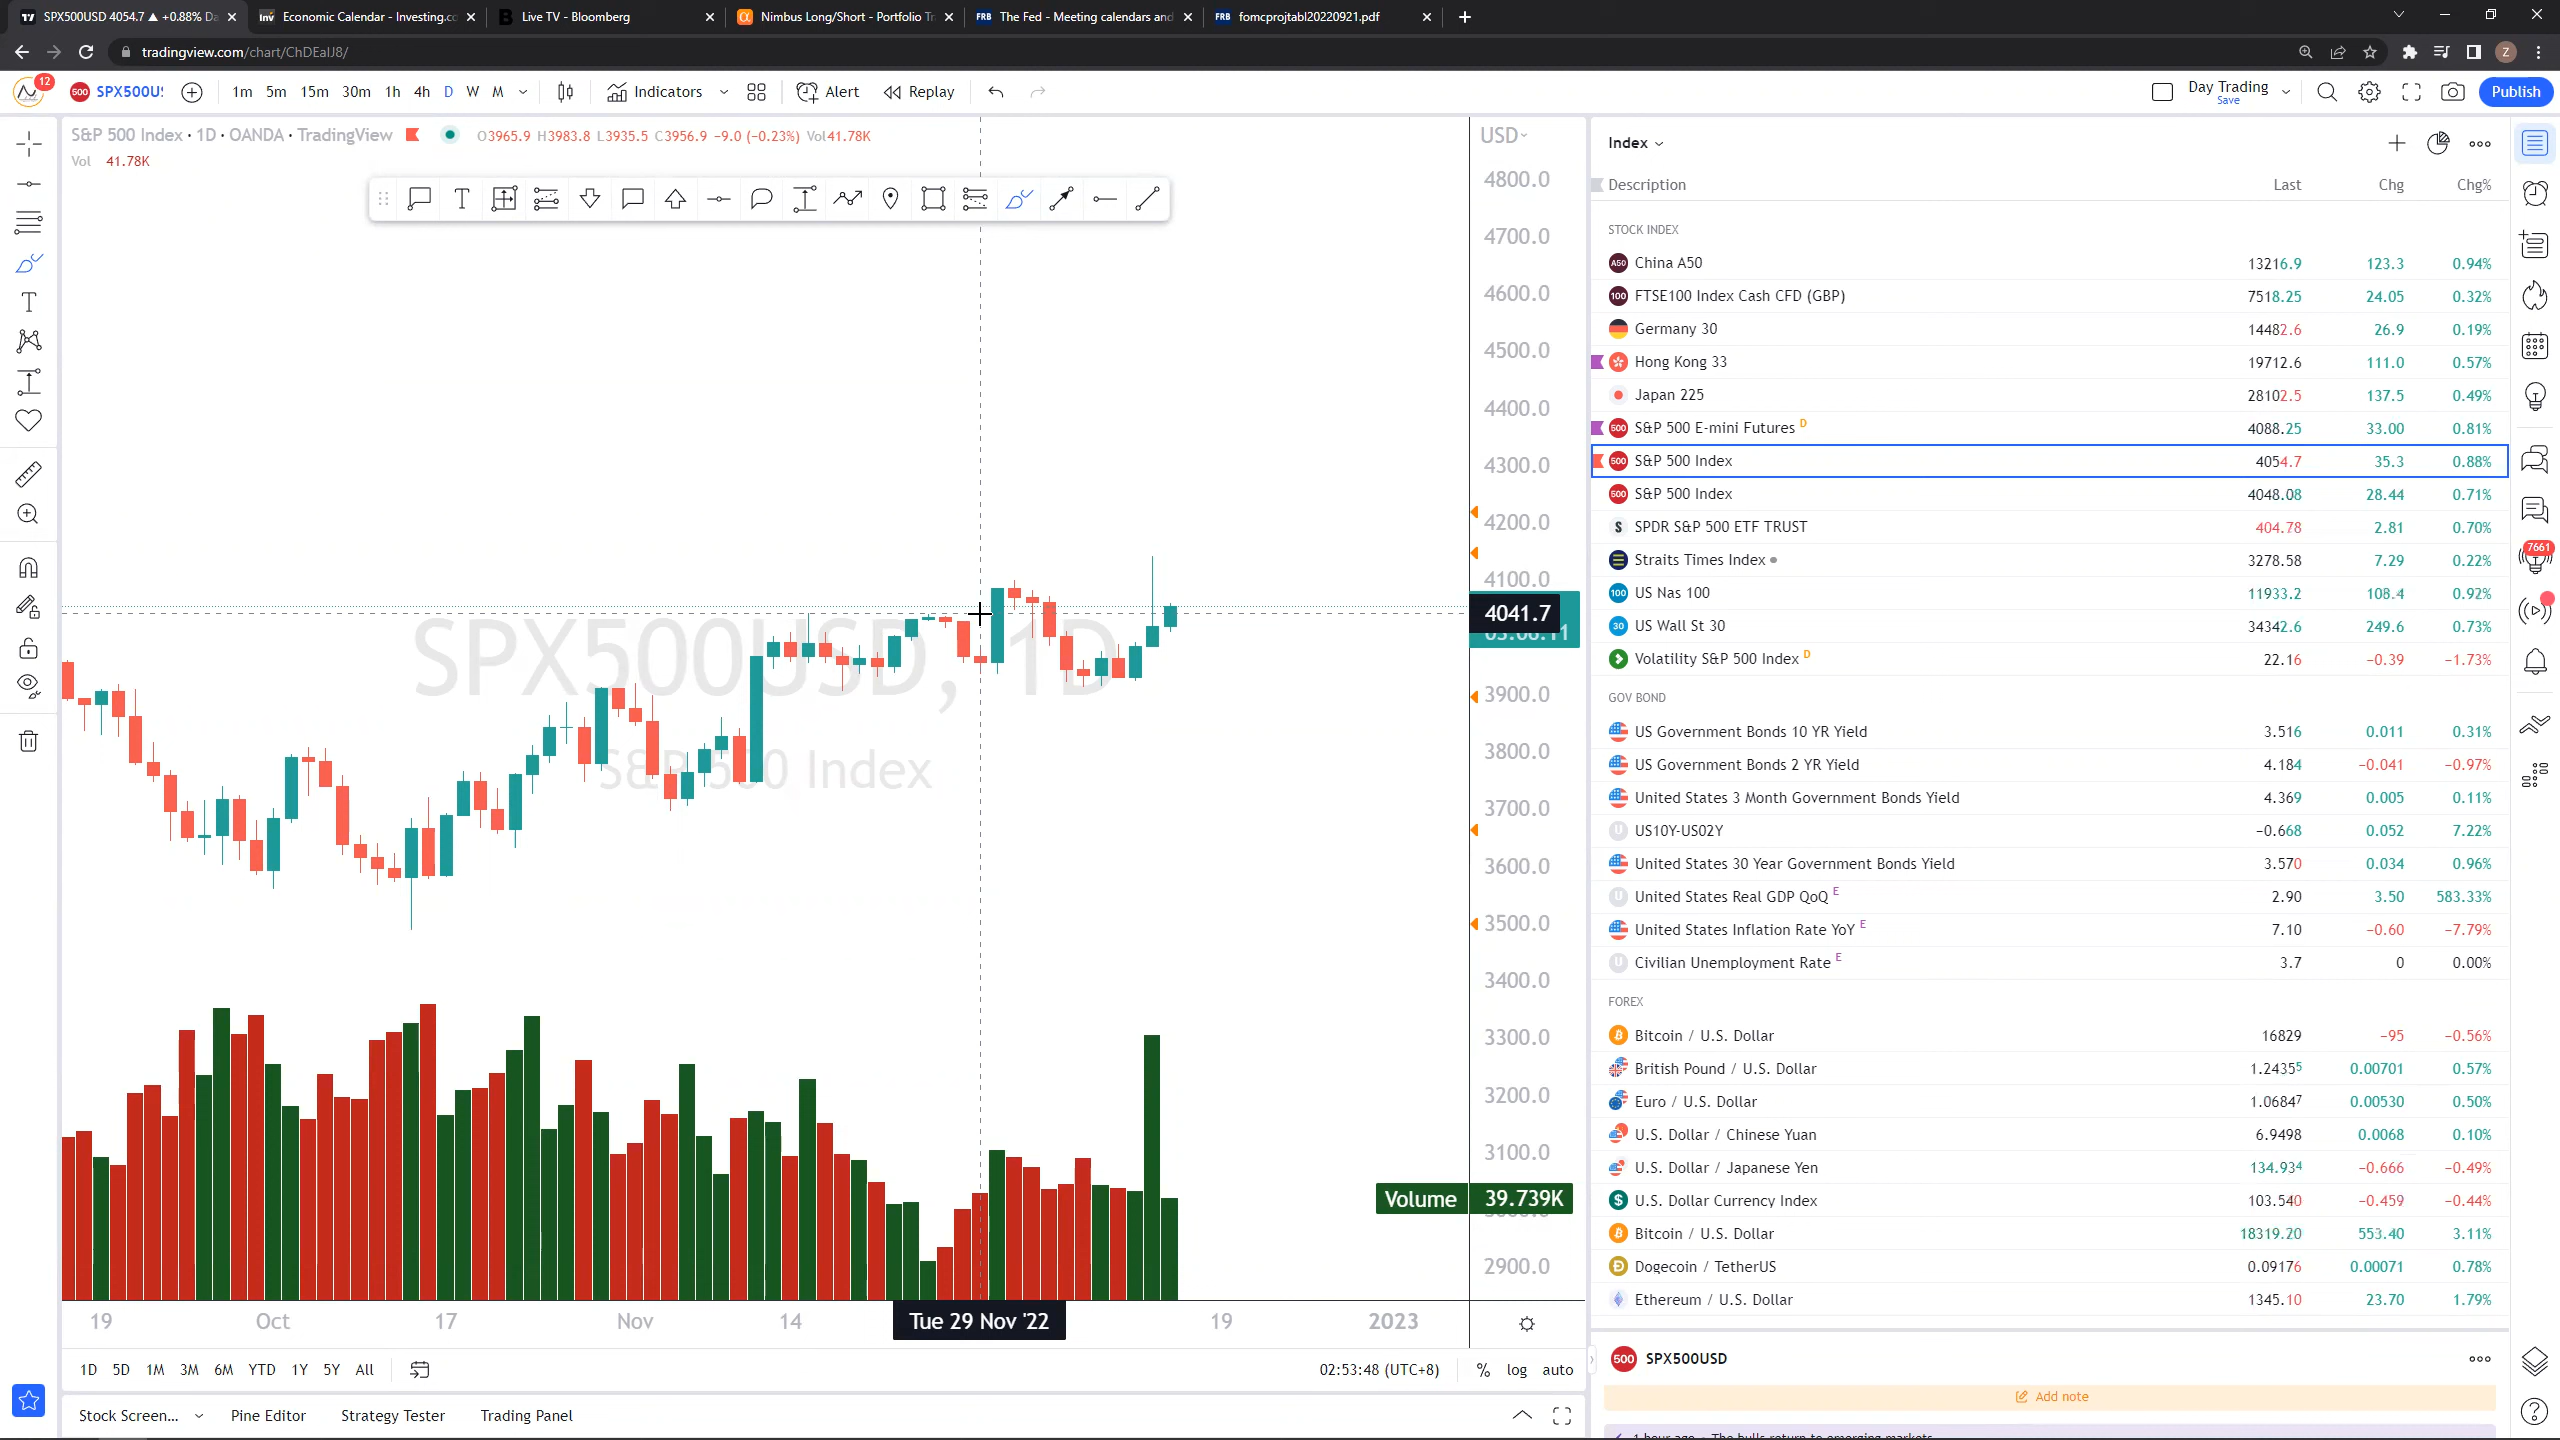 SPX500USD 4054.7 ▲ +0.88% Da
Economic Calendar - Investing.co
Live TV - Bloomberg
Nimbus Long/Short - Portfolio Tr
FRB The Fed - Meeting calendars and
FRB fomcprojtabl20220921.pdf
tradingview.com/chart/ChDEaIJ8/
Z
12
500 SPX500U
1m 5m 15m 30m 1h 4h D W M
Indicators
Alert
Replay
Day Trading
Save
Publish
S&P 500 Index · 1D · OANDA · TradingView
O3965.9 H3983.8 L3935.5 C3956.9 −9.0 (−0.23%) Vol41.78K
Vol 41.78K
USD
4800.0
4700.0
4600.0
4500.0
4400.0
4300.0
4200.0
4100.0
4041.7
3900.0
3800.0
3700.0
3600.0
3500.0
3400.0
3300.0
3200.0
3100.0
2900.0
SPX500USD, 1D
S&P 500 Index
Volume 39.739K
19 Oct 17 Nov 14 Tue 29 Nov '22 19 2023
1D 5D 1M 3M 6M YTD 1Y 5Y All
02:53:48 (UTC+8) % log auto
Stock Screen... Pine Editor Strategy Tester Trading Panel
Index
Description Last Chg Chg%
STOCK INDEX
China A50 13216.9 123.3 0.94%
FTSE100 Index Cash CFD (GBP) 7518.25 24.05 0.32%
Germany 30 14482.6 26.9 0.19%
Hong Kong 33 19712.6 111.0 0.57%
Japan 225 28102.5 137.5 0.49%
S&P 500 E-mini Futures D 4088.25 33.00 0.81%
S&P 500 Index 4054.7 35.3 0.88%
S&P 500 Index 4048.08 28.44 0.71%
SPDR S&P 500 ETF TRUST 404.78 2.81 0.70%
Straits Times Index 3278.58 7.29 0.22%
US Nas 100 11933.2 108.4 0.92%
US Wall St 30 34342.6 249.6 0.73%
Volatility S&P 500 Index D 22.16 −0.39 −1.73%
GOV BOND
US Government Bonds 10 YR Yield 3.516 0.011 0.31%
US Government Bonds 2 YR Yield 4.184 −0.041 −0.97%
United States 3 Month Government Bonds Yield 4.369 0.005 0.11%
US10Y-US02Y −0.668 0.052 7.22%
United States 30 Year Government Bonds Yield 3.570 0.034 0.96%
United States Real GDP QoQ E 2.90 3.50 583.33%
United States Inflation Rate YoY E 7.10 −0.60 −7.79%
Civilian Unemployment Rate E 3.7 0 0.00%
FOREX
Bitcoin / U.S. Dollar 16829 −95 −0.56%
British Pound / U.S. Dollar 1.24355 0.00701 0.57%
Euro / U.S. Dollar 1.06847 0.00530 0.50%
U.S. Dollar / Chinese Yuan 6.9498 0.0068 0.10%
U.S. Dollar / Japanese Yen 134.934 −0.666 −0.49%
U.S. Dollar Currency Index 103.540 −0.459 −0.44%
Bitcoin / U.S. Dollar 18319.20 553.40 3.11%
Dogecoin / TetherUS 0.09176 0.00071 0.78%
Ethereum / U.S. Dollar 1345.10 23.70 1.79%
500 SPX500USD
Add note
1 hour ago · The bulls return to emerging markets
7661